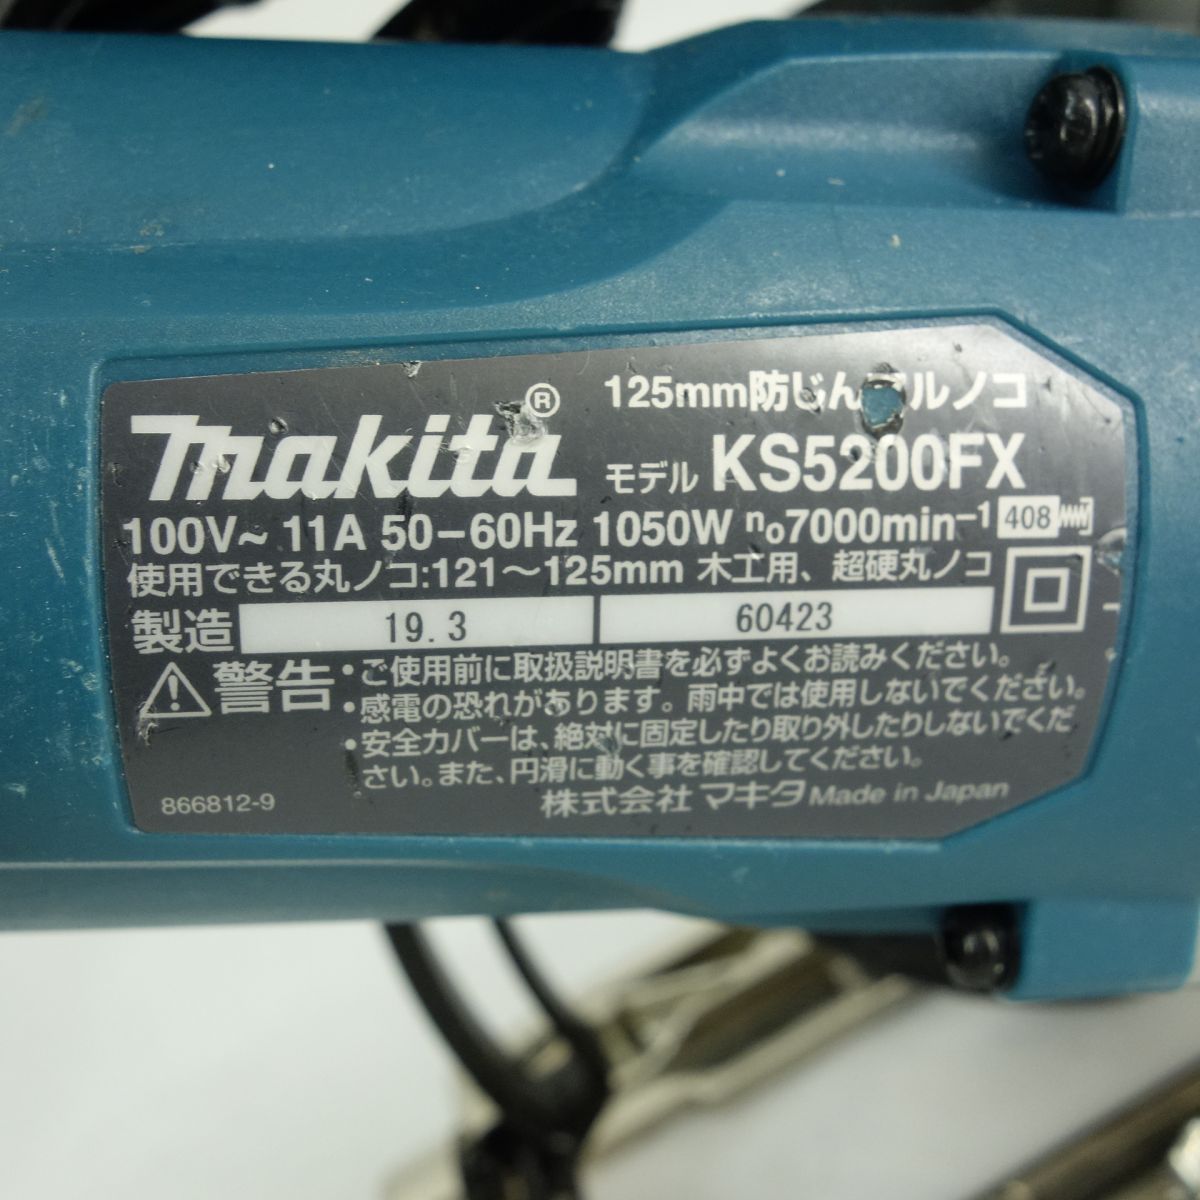 makita®
125mm防じん ルノコ
モデル KS5200FX
100V~ 11A 50-60Hz 1050W n₀7000min⁻¹ 408
使用できる丸ノコ:121〜125mm 木工用、超硬丸ノコ
製造 19.3 60423
警告 ・ご使用前に取扱説明書を必ずよくお読みください。
・感電の恐れがあります。雨中では使用しないでください。
・安全カバーは、絶対に固定したり取り外したりしないでくだ
さい。また、円滑に動く事を確認してください。
866812-9
株式会社 マキタ Made in Japan